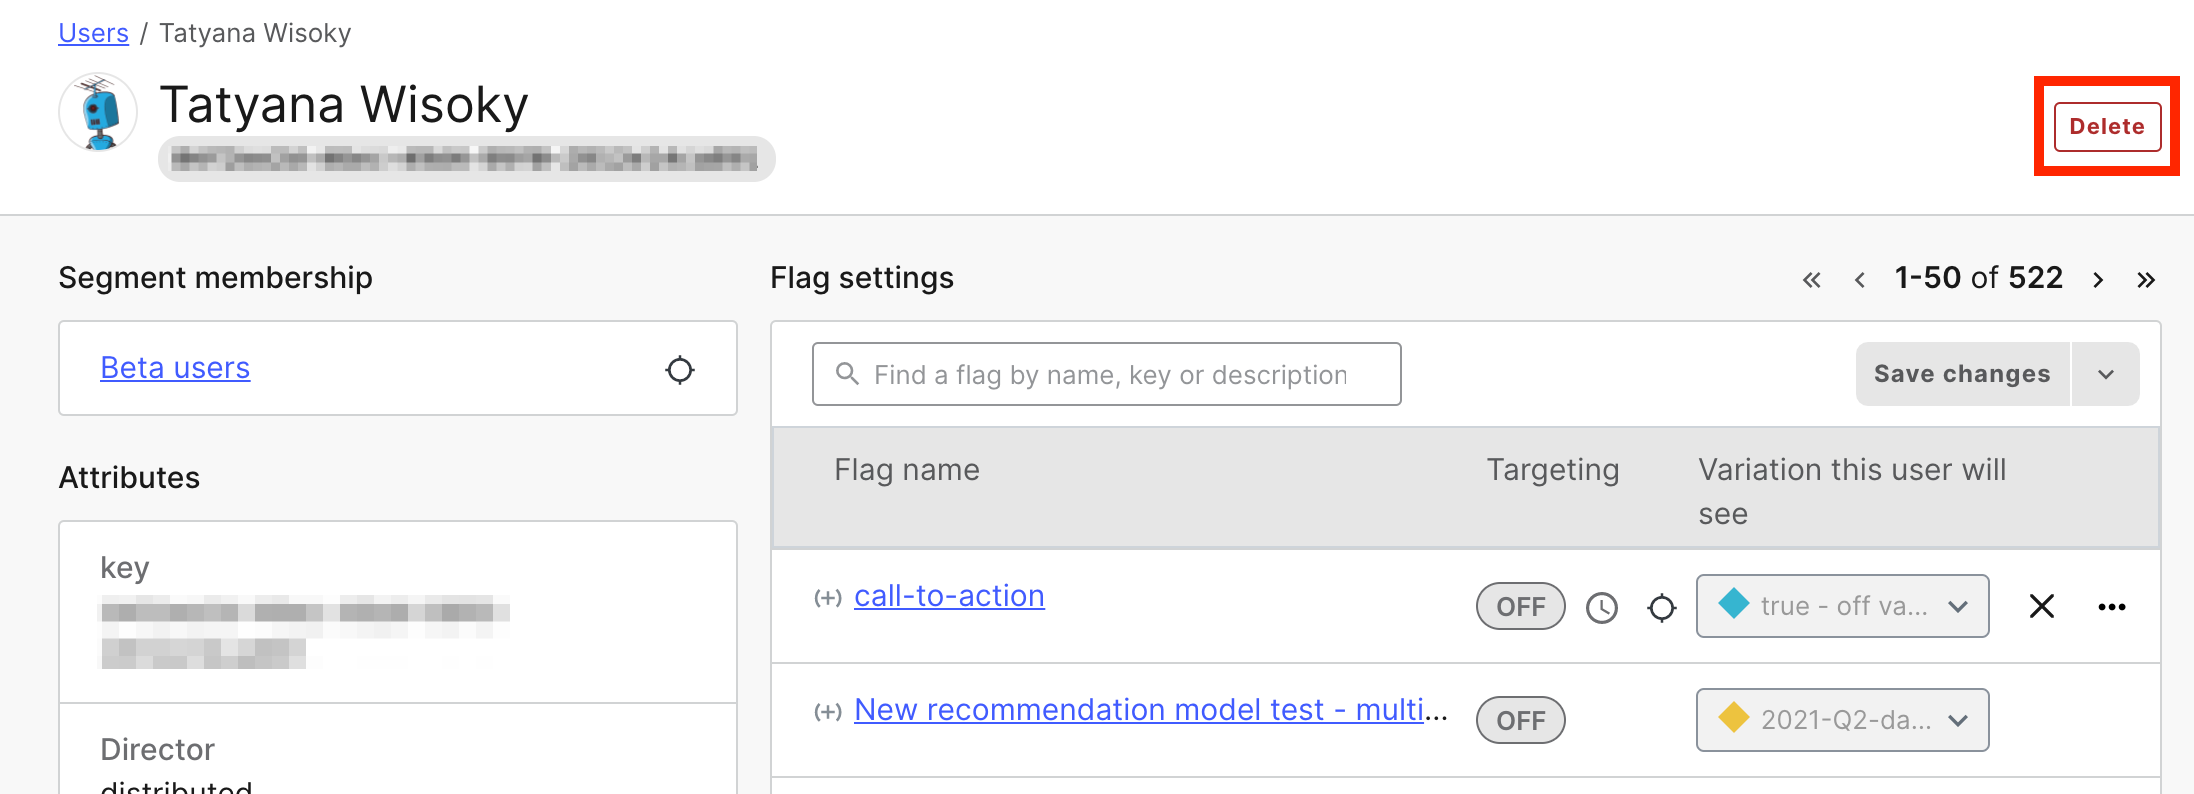 Users / Tatyana Wisoky
Tatyana Wisoky
Delete
Segment membership
Beta users
Attributes
key
Director
distributed
Flag settings
1-50 of 522
Find a flag by name, key or description
Save changes
Flag name
Targeting
Variation this user will
see
call-to-action
OFF
true - off va...
New recommendation model test - multi...
OFF
2021-Q2-da...